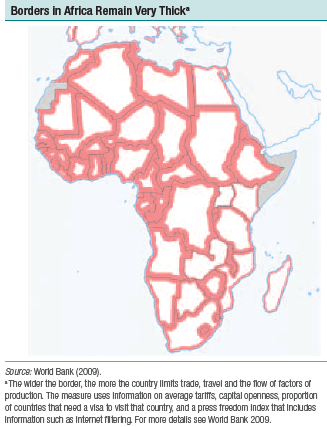 Borders in Africa Remain Very Thickª
Source: World Bank (2009).
ª The wider the border, the more the country limits trade, travel and the flow of factors of
production. The measure uses information on average tariffs, capital openness, proportion
of countries that need a visa to visit that country, and a press freedom index that includes
information such as internet filtering. For more details see World Bank 2009.